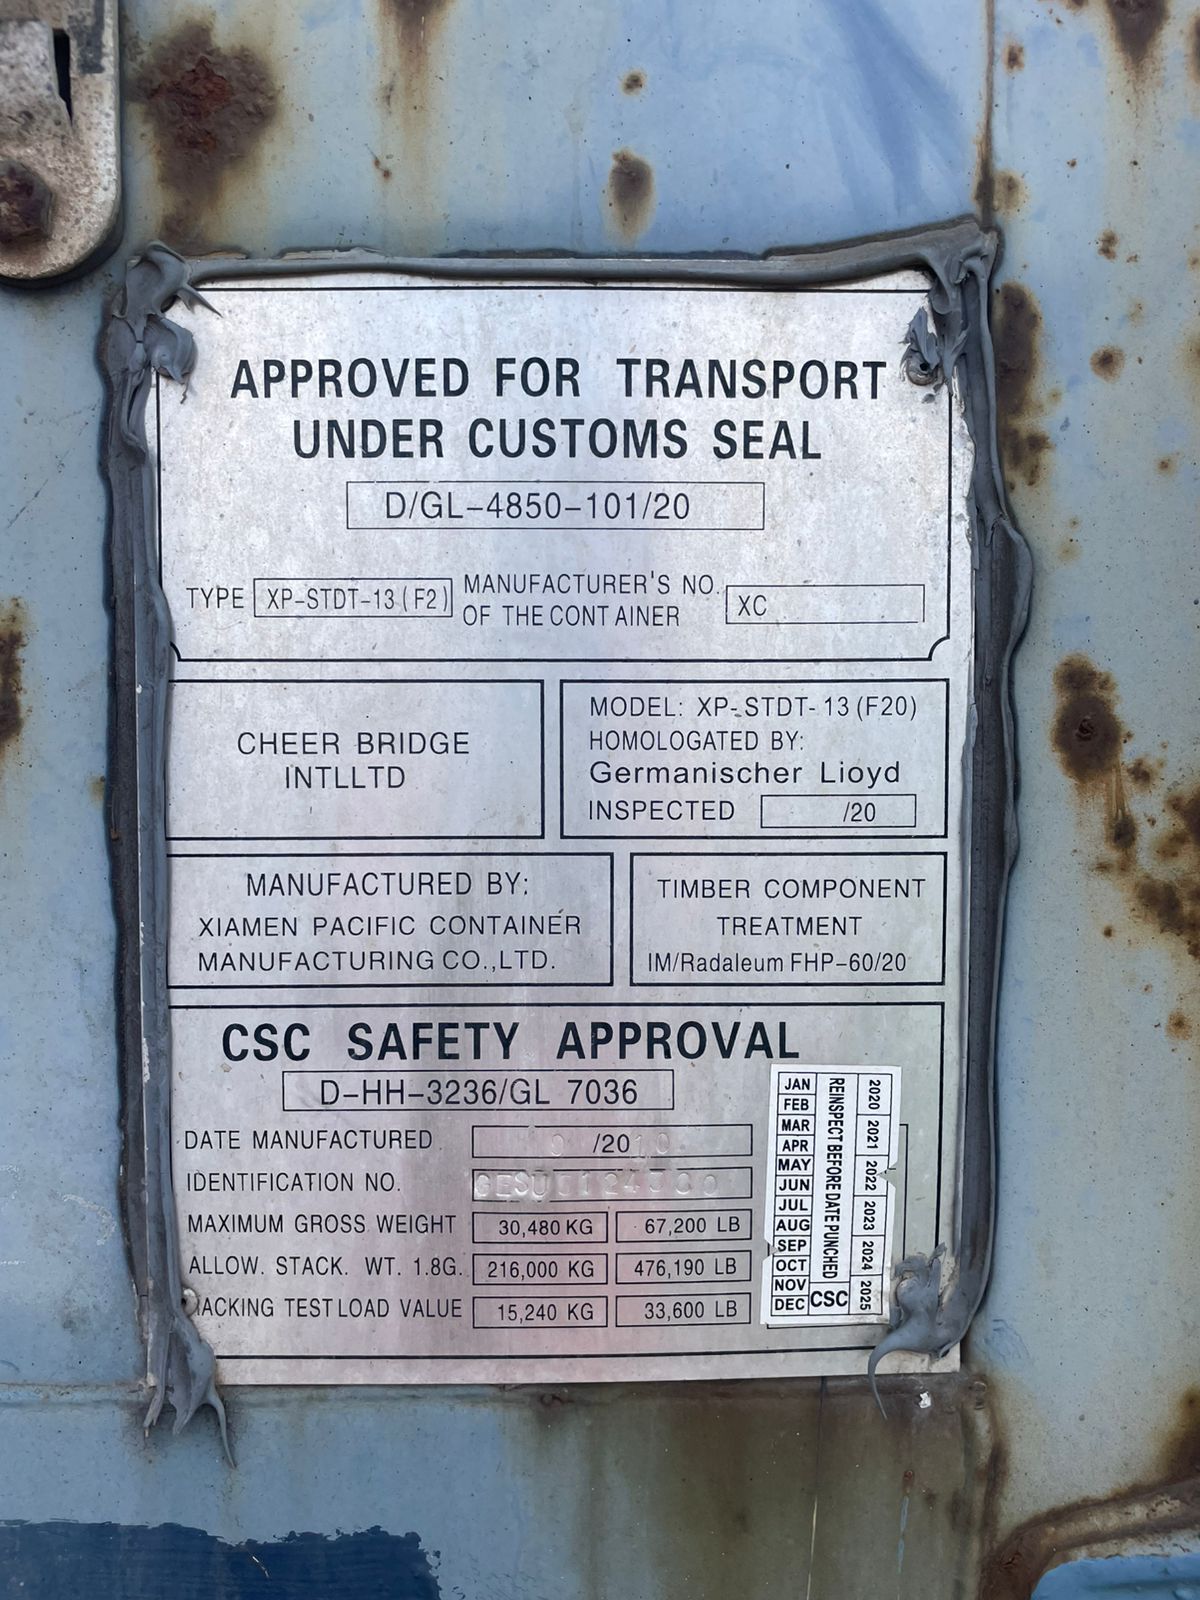 APPROVED FOR TRANSPORT
UNDER CUSTOMS SEAL
D/GL-4850-101/20
TYPE XP-STDT-13(F2) MANUFACTURER'S NO. OF THE CONTAINER XC
CHEER BRIDGE
INTLLTD
MODEL: XP-STDT-13(F20)
HOMOLOGATED BY:
Germanischer Lioyd
INSPECTED /20
MANUFACTURED BY:
XIAMEN PACIFIC CONTAINER
MANUFACTURING CO.,LTD.
TIMBER COMPONENT
TREATMENT
IM/Radaleum FHP-60/20
CSC SAFETY APPROVAL
D-HH-3236/GL 7036
DATE MANUFACTURED /2010
IDENTIFICATION NO.
MAXIMUM GROSS WEIGHT 30,480 KG 67,200 LB
ALLOW. STACK. WT. 1.8G. 216,000 KG 476,190 LB
ACKING TEST LOAD VALUE 15,240 KG 33,600 LB
JAN
FEB
MAR
APR
MAY
JUN
JUL
AUG
SEP
OCT
NOV
DEC
REINSPECT BEFORE DATE PUNCHED
CSC
2020 2021 2022 2023 2024 2025